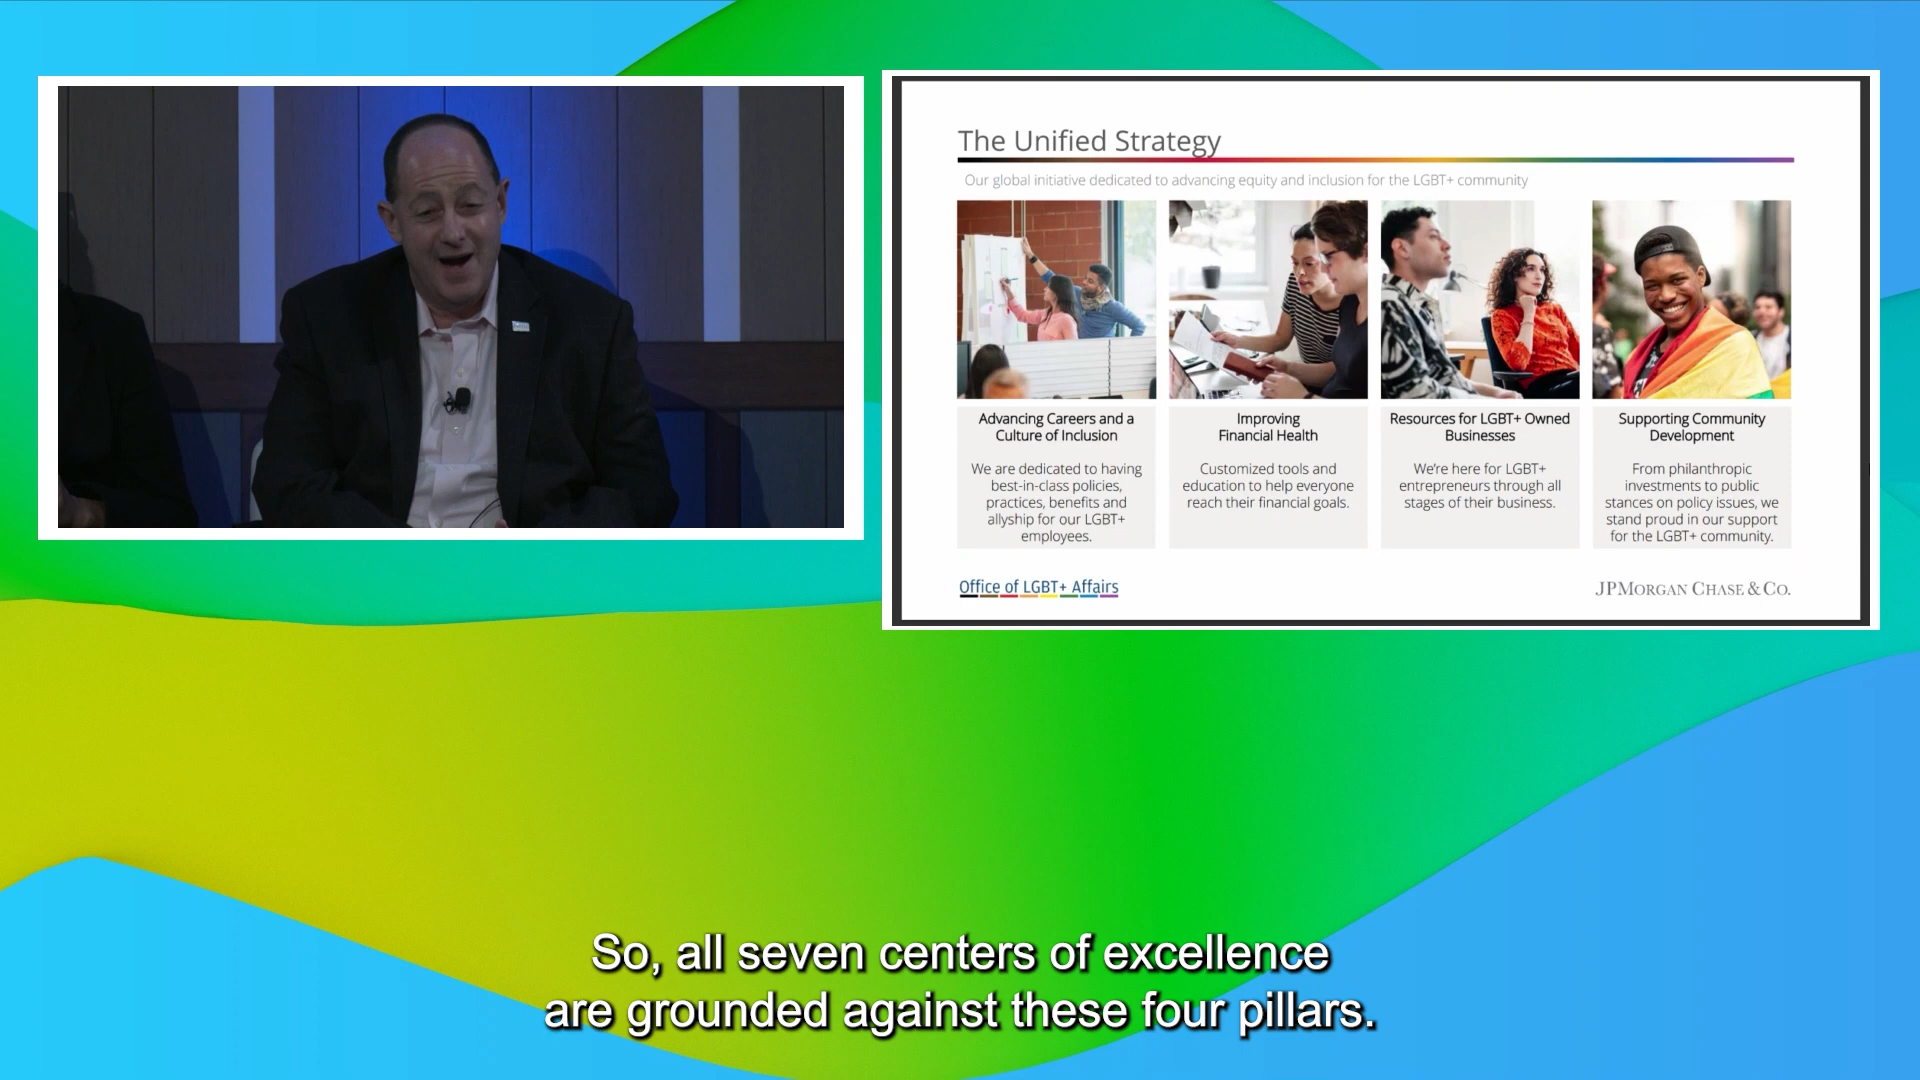 The Unified Strategy
Our global initiative dedicated to advancing equity and inclusion for the LGBT+ community
Advancing Careers and a
Culture of Inclusion
We are dedicated to having
best-in-class policies,
practices, benefits and
allyship for our LGBT+
employees.
Improving
Financial Health
Customized tools and
education to help everyone
reach their financial goals.
Resources for LGBT+ Owned
Businesses
We're here for LGBT+
entrepreneurs through all
stages of their business.
Supporting Community
Development
From philanthropic
investments to public
stances on policy issues, we
stand proud in our support
for the LGBT+ community.
Office of LGBT+ Affairs
JPMORGAN CHASE & CO.
So, all seven centers of excellence
are grounded against these four pillars.